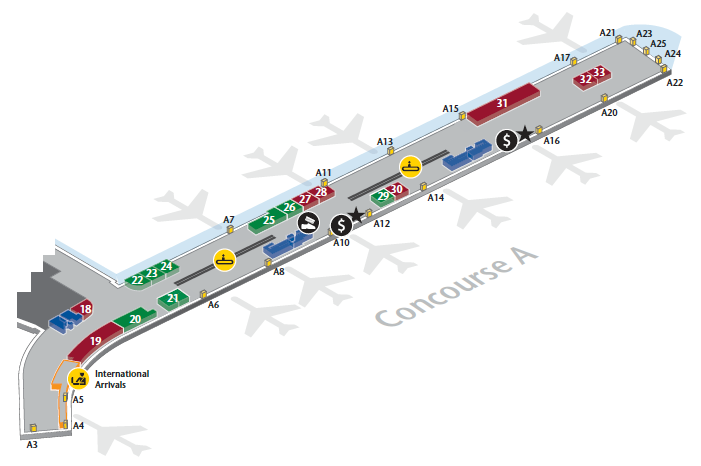 A21
A23
A25
A24
A22
A17
33
32
A20
31
A15
$
A16
A13
A11
28
27
30
29
A14
26
25
$
A12
A10
A7
A8
24
23
22
21
A6
20
18
19
International
Arrivals
A5
A4
A3
Concourse A